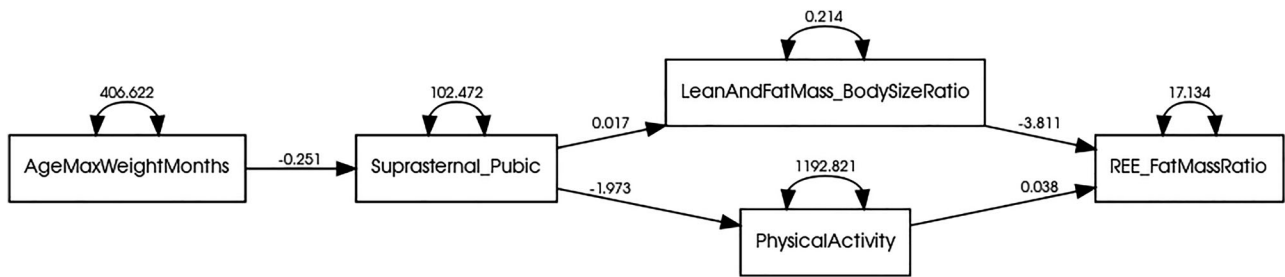 0.214
LeanAndFatMass_BodySizeRatio
406.622
102.472
17.134
0.017
-3.811
AgeMaxWeightMonths
-0.251
Suprasternal_Pubic
REE_FatMassRatio
1192.821
-1.973
0.038
PhysicalActivity